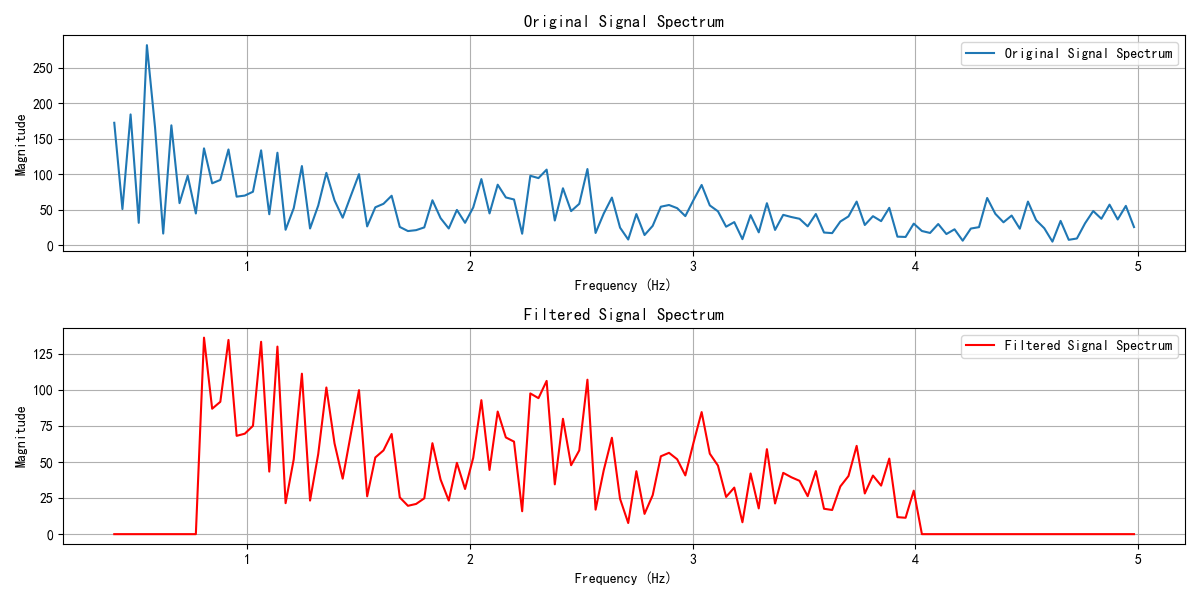 Original Signal Spectrum
Original Signal Spectrum
Magnitude
250
200
150
100
50
0
1
2
3
4
5
Frequency (Hz)
Filtered Signal Spectrum
Filtered Signal Spectrum
Magnitude
125
100
75
50
25
0
1
2
3
4
5
Frequency (Hz)